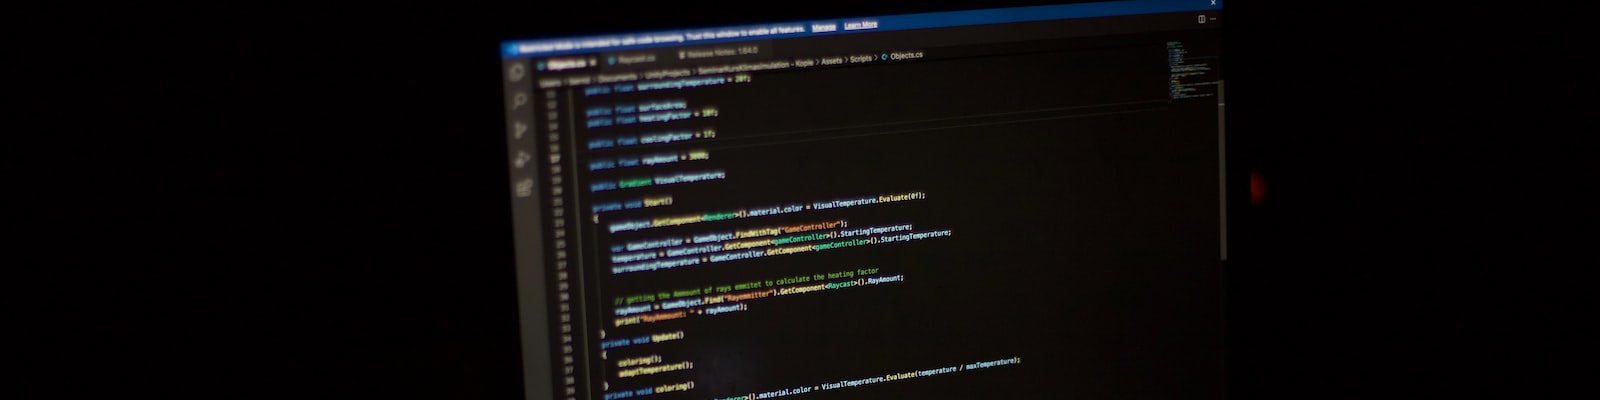 Restricted Mode is intended for safe code browsing. Trust this window to enable all features. Manage Learn More
Objects.cs Raycast.cs Release Notes: 1.64.0
Users > > Documents > UnityProjects > - Kopie > Assets > Scripts > Objects.cs
public float surroundingTemperature = 20f;
public float surfaceArea;
public float heatingFactor = 10f;
public float coolingFactor = 1f;
public float rayAmount = 3000;
public Gradient VisualTemperature;
private void Start()
{
gameObject.GetComponent<Renderer>().material.color = VisualTemperature.Evaluate(0f);
var GameController = GameObject.FindWithTag("GameController");
temperature = GameController.GetComponent<gameController>().StartingTemperature;
surroundingTemperature = GameController.GetComponent<gameController>().StartingTemperature;
// getting the Ammount of rays emmitet to calculate the heating factor
rayAmount = GameObject.Find("Rayemmitter").GetComponent<Raycast>().RayAmount;
print("RayAmmount: " + rayAmount);
}
private void Update()
{
coloring();
adaptTemperature();
}
private void coloring()
>().material.color = VisualTemperature.Evaluate(temperature / maxTemperature);